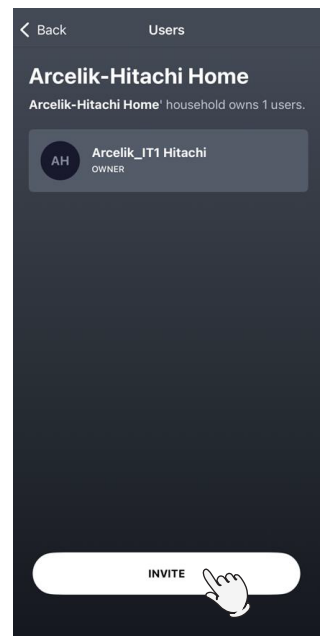 Back
Users
Arcelik-Hitachi Home
Arcelik-Hitachi Home' household owns 1 users.
AH
Arcelik_IT1 Hitachi
OWNER
INVITE